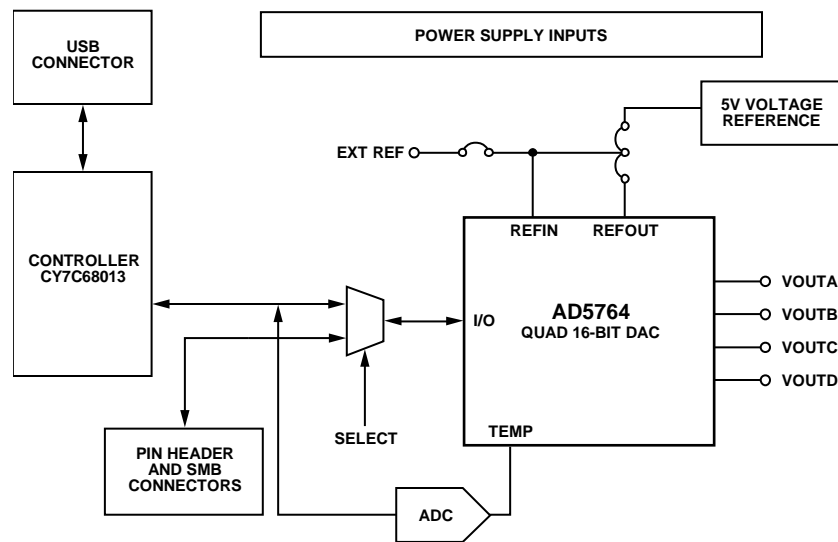 USB
CONNECTOR
POWER SUPPLY INPUTS
5V VOLTAGE
REFERENCE
EXT REF
CONTROLLER
CY7C68013
REFIN
REFOUT
I/O
AD5764
QUAD 16-BIT DAC
VOUTA
VOUTB
VOUTC
VOUTD
SELECT
TEMP
PIN HEADER
AND SMB
CONNECTORS
ADC